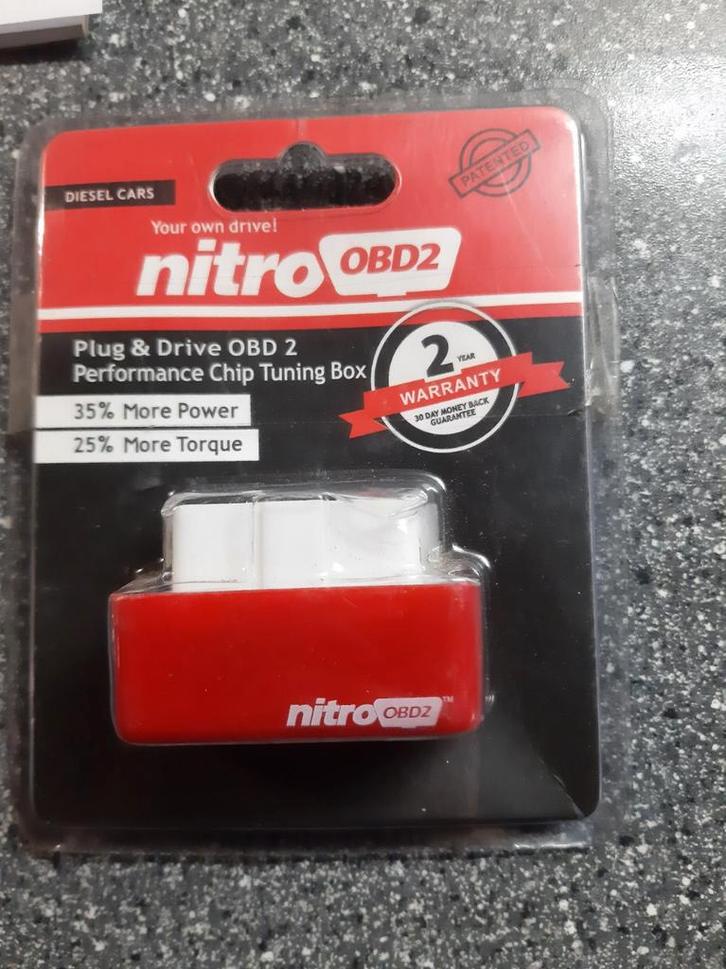 PATENTED
DIESEL CARS
Your own drive!
nitro OBD2
Plug & Drive OBD 2
Performance Chip Tuning Box
35% More Power
25% More Torque
2 YEAR
WARRANTY
30 DAY MONEY BACK
GUARANTEE
nitro OBD2 ™